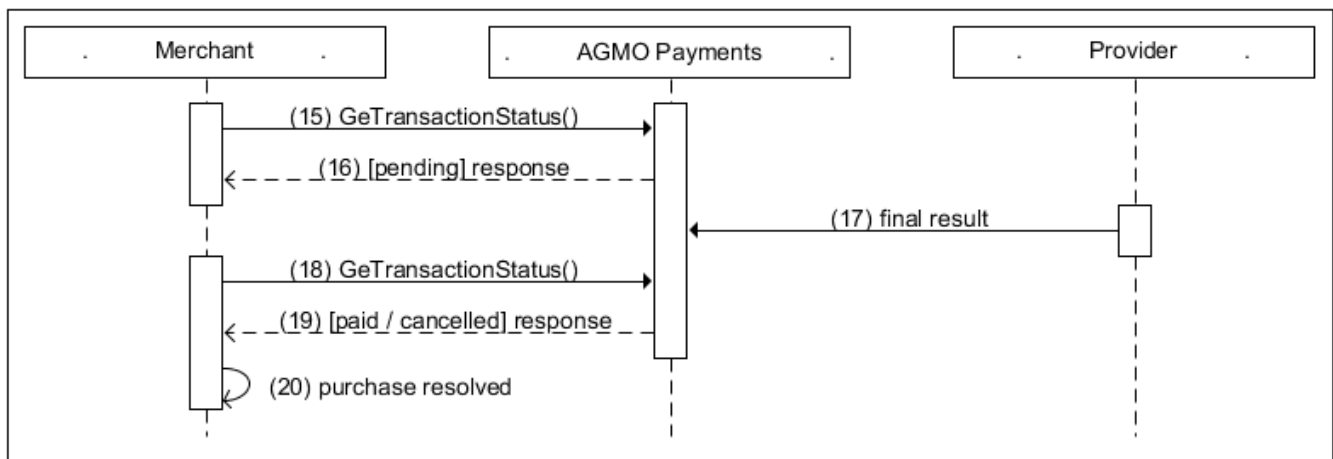 . Merchant .
. AGMO Payments .
. Provider .
(15) GeTransactionStatus()
(16) [pending] response
(17) final result
(18) GeTransactionStatus()
(19) [paid / cancelled] response
(20) purchase resolved